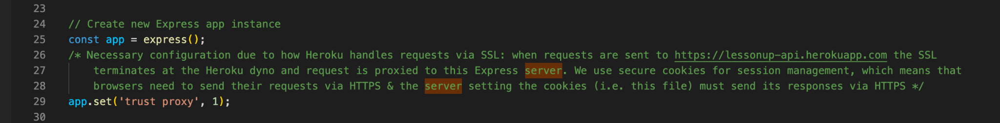 23
24 // Create new Express app instance
25 const app = express();
26 /* Necessary configuration due to how Heroku handles requests via SSL: when requests are sent to https://lessonup-api.herokuapp.com the SSL
27 terminates at the Heroku dyno and request is proxied to this Express server. We use secure cookies for session management, which means that
28 browsers need to send their requests via HTTPS & the server setting the cookies (i.e. this file) must send its responses via HTTPS */
29 app.set('trust proxy', 1);
30